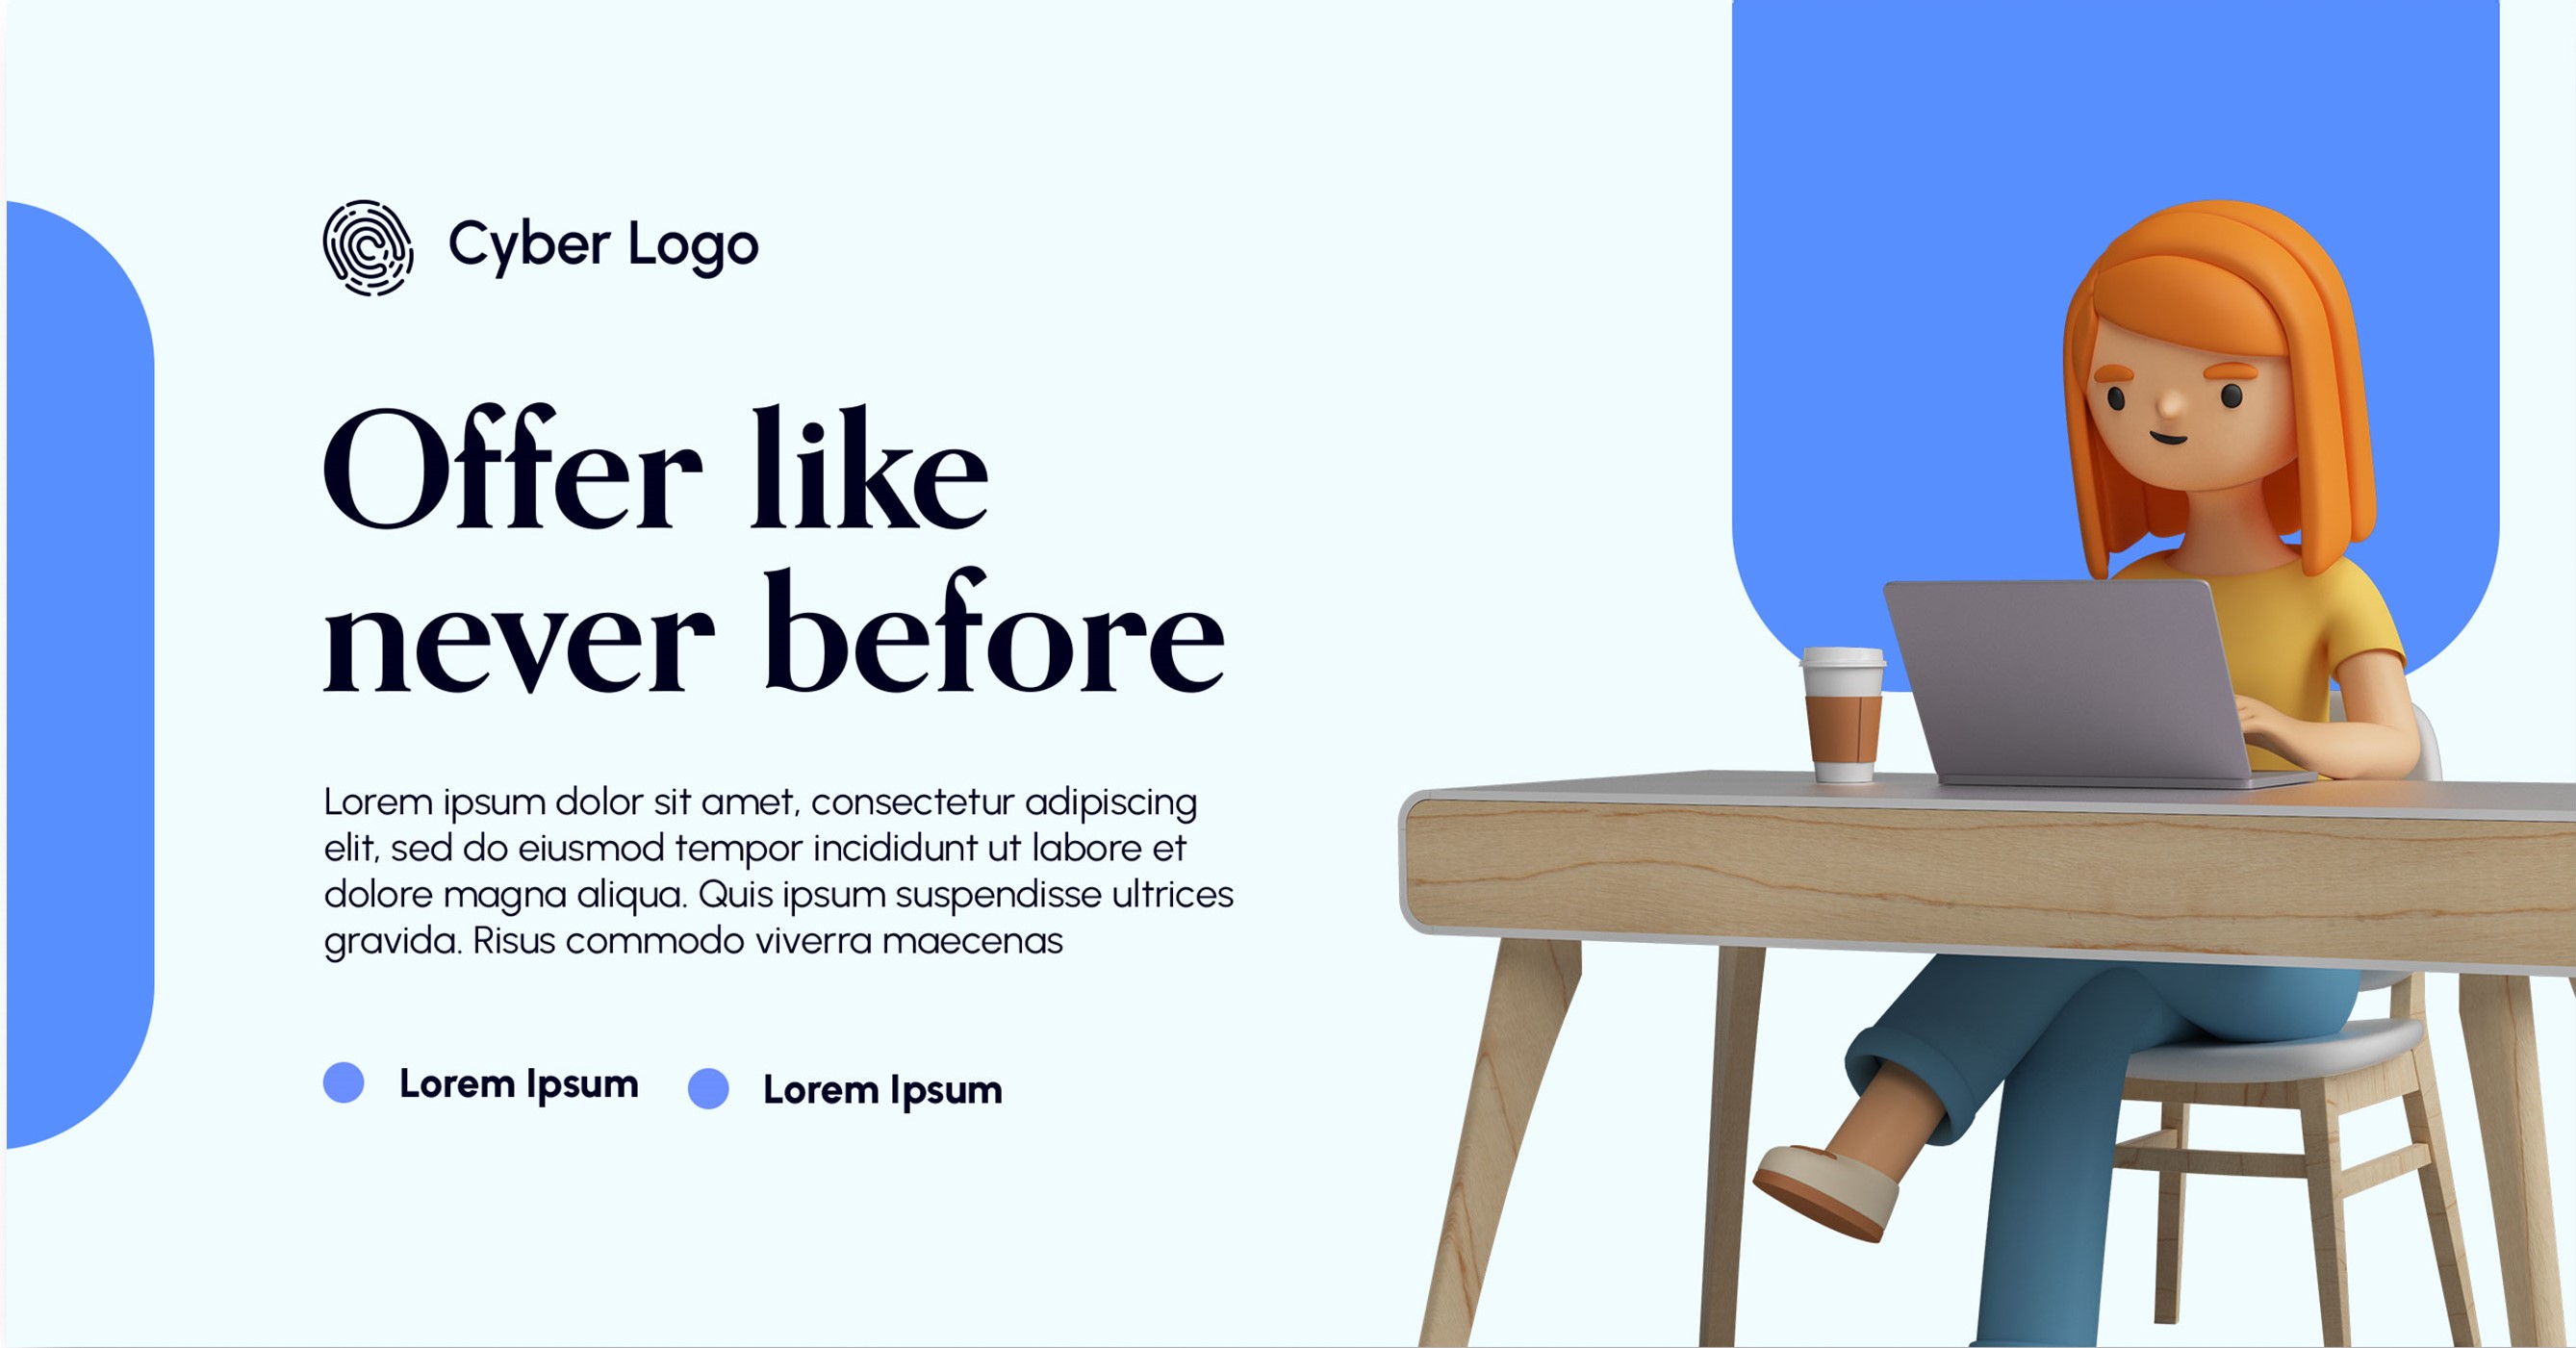 Cyber Logo
Offer like
never before
Lorem ipsum dolor sit amet, consectetur adipiscing
elit, sed do eiusmod tempor incididunt ut labore et
dolore magna aliqua. Quis ipsum suspendisse ultrices
gravida. Risus commodo viverra maecenas
Lorem Ipsum
Lorem Ipsum